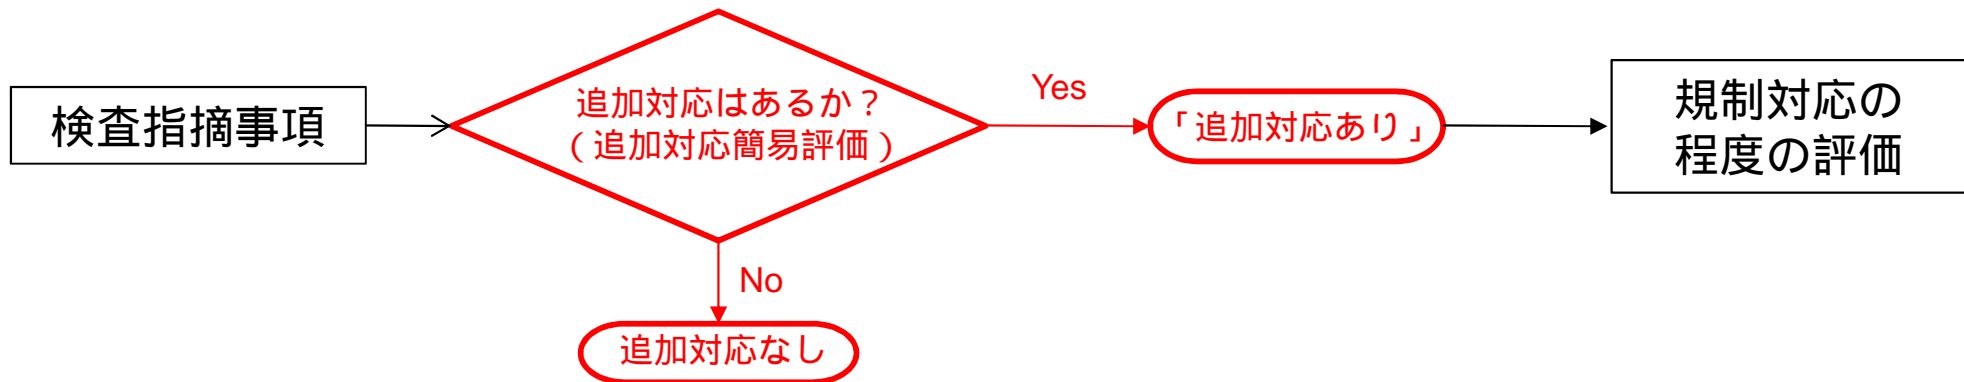 検査指摘事項
追加対応はあるか？
（追加対応簡易評価）
Yes
「追加対応あり」
規制対応の
程度の評価
No
追加対応なし